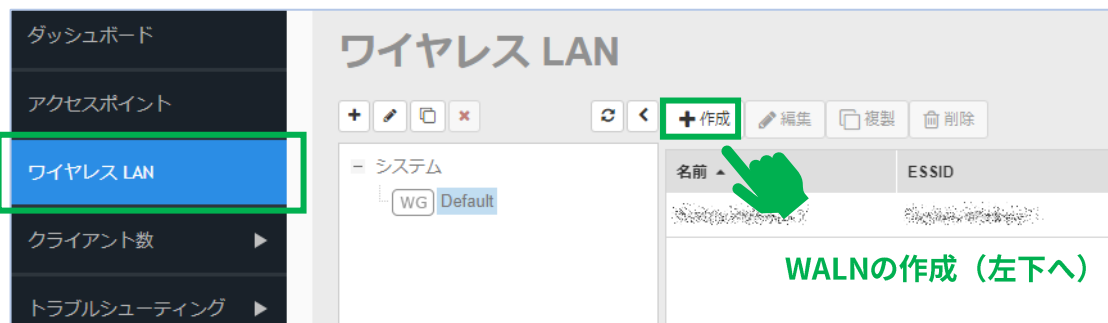 ダッシュボード
アクセスポイント
ワイヤレス LAN
クライアント数
トラブルシューティング
ワイヤレス LAN
作成 編集 複製 削除
システム
WG Default
名前 ESSID
WALNの作成（左下へ）